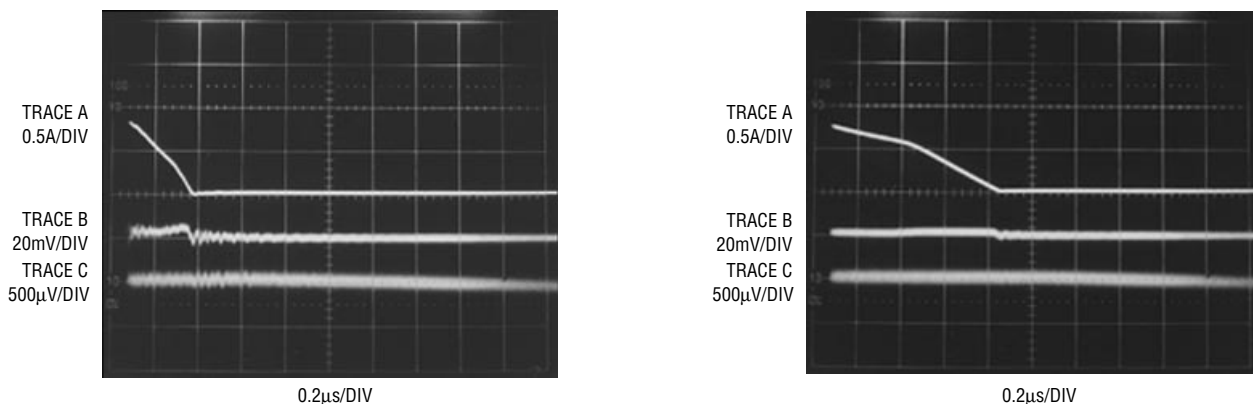 TRACE A
0.5A/DIV
TRACE B
20mV/DIV
TRACE C
500µV/DIV
0.2µs/DIV
TRACE A
0.5A/DIV
TRACE B
20mV/DIV
TRACE C
500µV/DIV
0.2µs/DIV